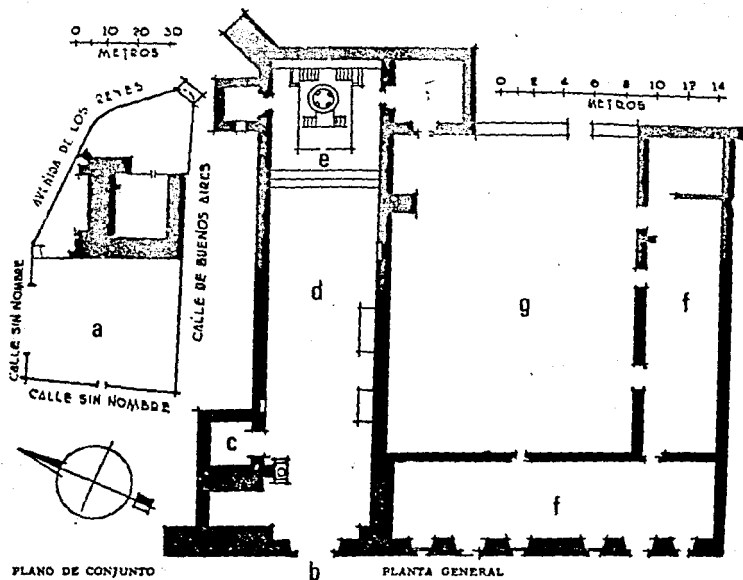 0 10 20 30
METROS
AVENIDA DE LOS REYES
CALLE DE BUENOS AIRES
CALLE SIN NOMBRE
CALLE SIN NOMBRE
a
0 2 4 6 8 10 12 14
METROS
e
d
g
f
c
f
b
PLANO DE CONJUNTO
PLANTA GENERAL